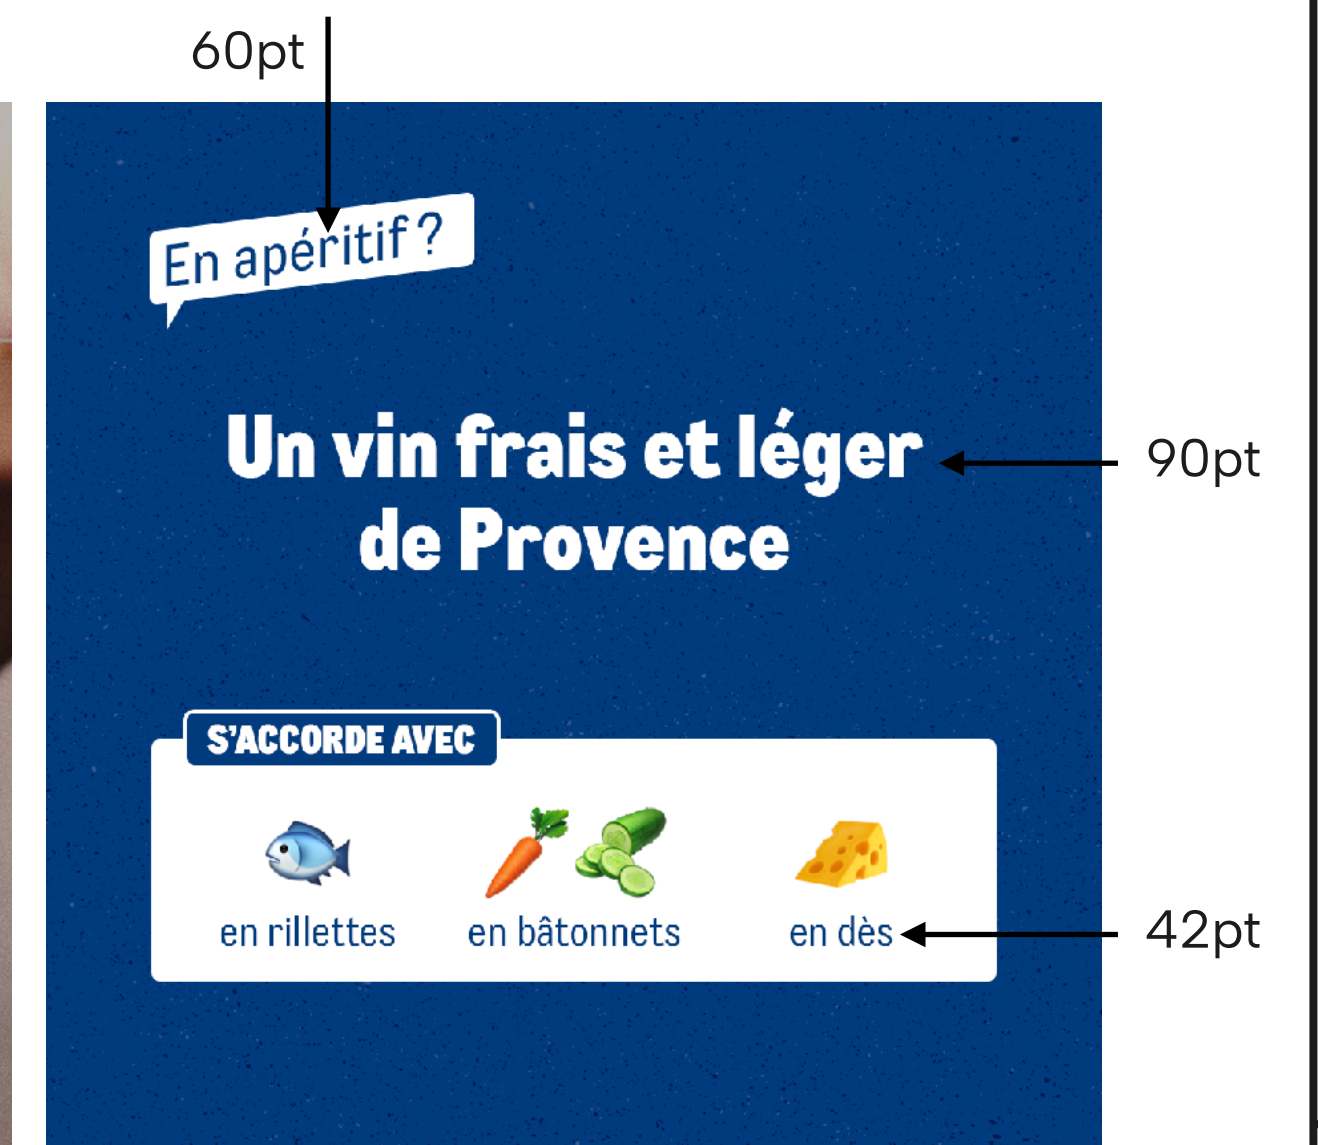 60pt
En apéritif ?
Un vin frais et léger
de Provence
90pt
S'ACCORDE AVEC
en rillettes
en bâtonnets
en dès
42pt